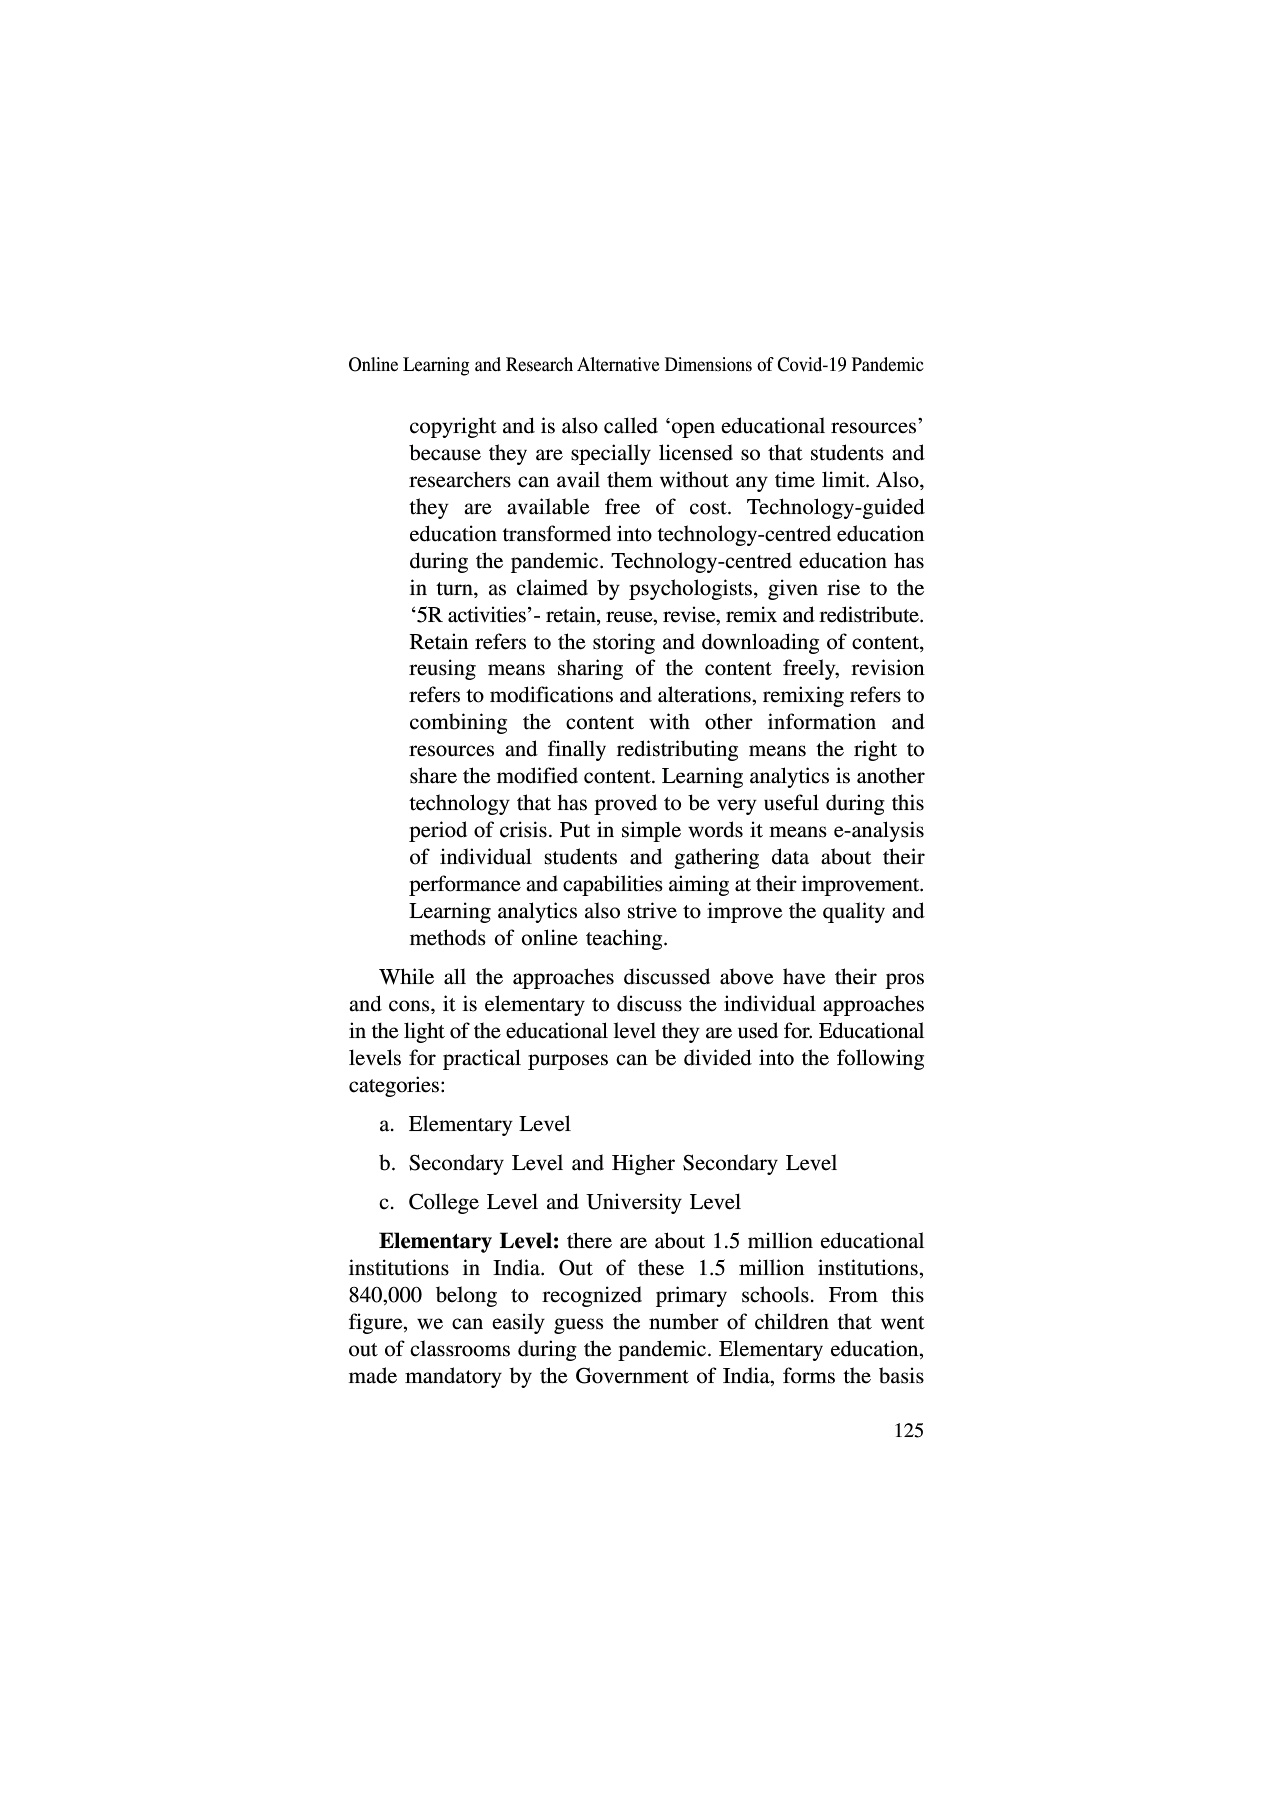 Online Learning and Research Alternative Dimensions of Covid-19 Pandemic
copyright and is also called ‘open educational resources’
because they are specially licensed so that students and
researchers can avail them without any time limit. Also,
they are available free of cost. Technology-guided
education transformed into technology-centred education
during the pandemic. Technology-centred education has
in turn, as claimed by psychologists, given rise to the
‘5R activities’- retain, reuse, revise, remix and redistribute.
Retain refers to the storing and downloading of content,
reusing means sharing of the content freely, revision
refers to modifications and alterations, remixing refers to
combining the content with other information and
resources and finally redistributing means the right to
share the modified content. Learning analytics is another
technology that has proved to be very useful during this
period of crisis. Put in simple words it means e-analysis
of individual students and gathering data about their
performance and capabilities aiming at their improvement.
Learning analytics also strive to improve the quality and
methods of online teaching.
While all the approaches discussed above have their pros
and cons, it is elementary to discuss the individual approaches
in the light of the educational level they are used for. Educational
levels for practical purposes can be divided into the following
categories:
a. Elementary Level
b. Secondary Level and Higher Secondary Level
c. College Level and University Level
Elementary Level: there are about 1.5 million educational
institutions in India. Out of these 1.5 million institutions,
840,000 belong to recognized primary schools. From this
figure, we can easily guess the number of children that went
out of classrooms during the pandemic. Elementary education,
made mandatory by the Government of India, forms the basis
125